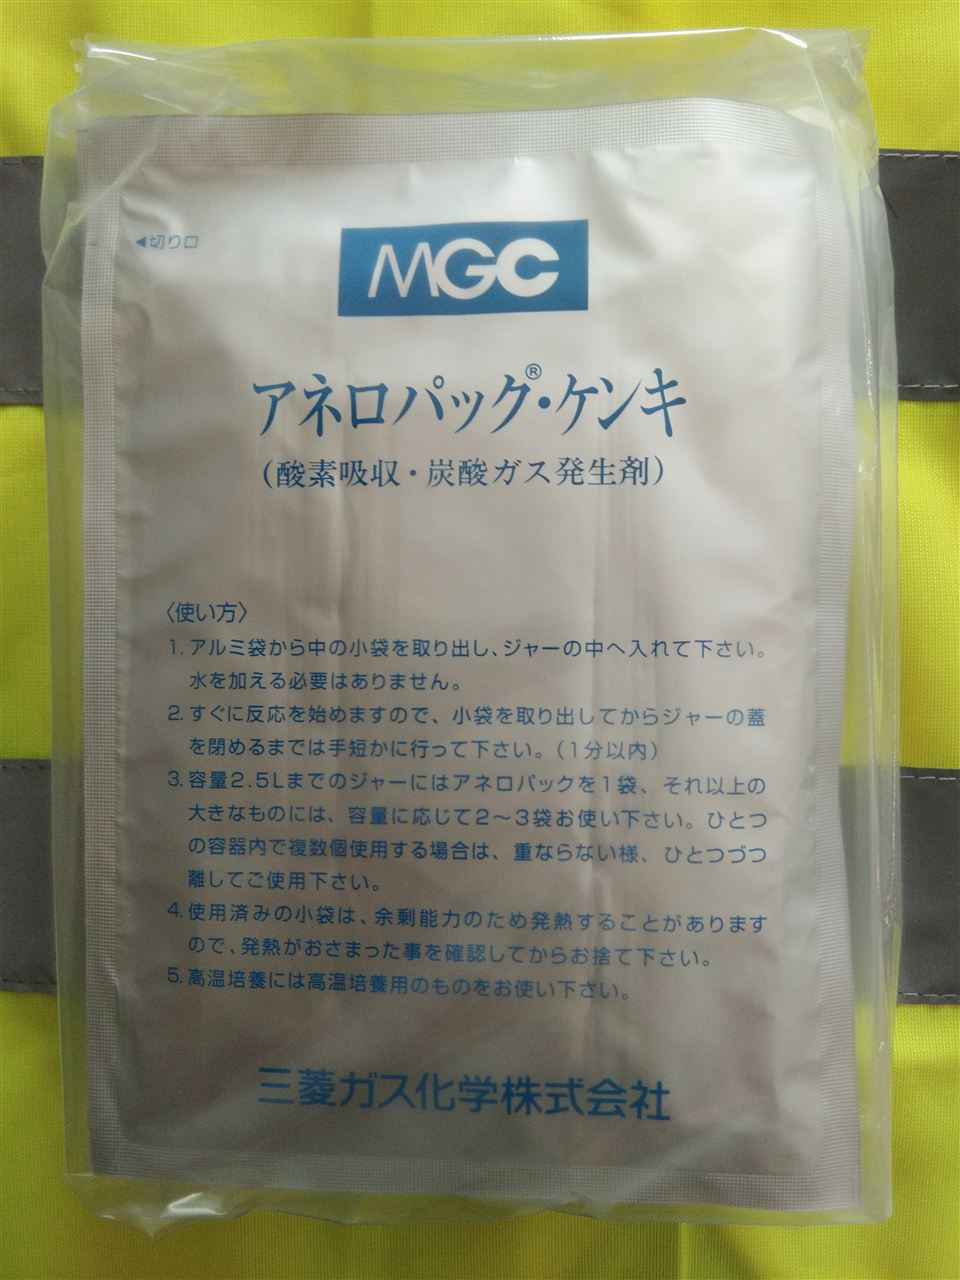 ◀切り口
MGC
アネロパック®・ケンキ
(酸素吸収・炭酸ガス発生剤)
〈使い方〉
1. アルミ袋から中の小袋を取り出し、ジャーの中へ入れて下さい。
水を加える必要はありません。
2. すぐに反応を始めますので、小袋を取り出してからジャーの蓋
を閉めるまでは手短かに行って下さい。(1分以内)
3. 容量2.5Lまでのジャーにはアネロパックを1袋、それ以上の
大きなものには、容量に応じて2～3袋お使い下さい。ひとつ
の容器内で複数個使用する場合は、重ならない様、ひとつづつ
離してご使用下さい。
4. 使用済みの小袋は、余剰能力のため発熱することがあります
ので、発熱がおさまった事を確認してからお捨て下さい。
5. 高温培養には高温培養用のものをお使い下さい。
三菱ガス化学株式会社